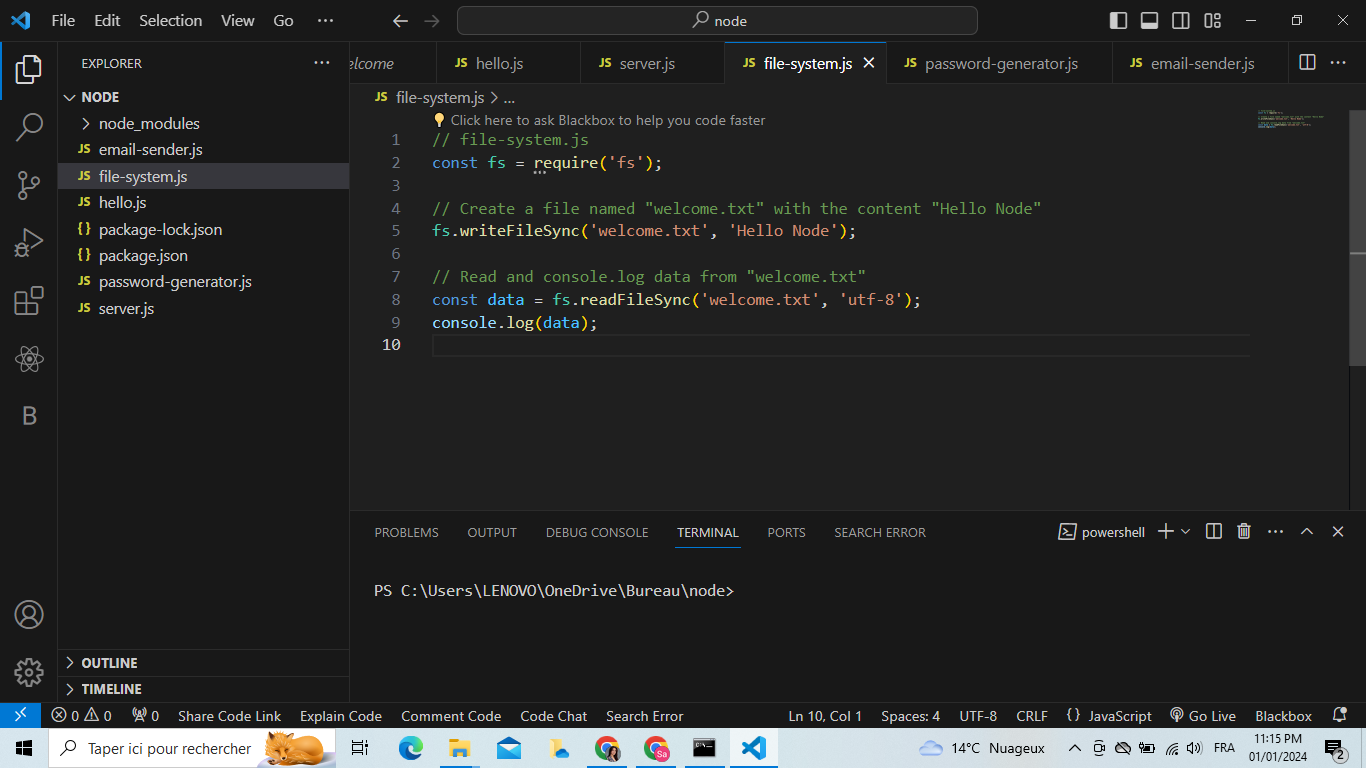 File Edit Selection View Go ··· node
EXPLORER ···
elcome hello.js server.js file-system.js password-generator.js email-sender.js ···
NODE
node_modules
JS email-sender.js
JS file-system.js
JS hello.js
{} package-lock.json
{} package.json
JS password-generator.js
JS server.js
OUTLINE
TIMELINE
JS file-system.js > ...
Click here to ask Blackbox to help you code faster
1 // file-system.js
2 const fs = require('fs');
3
4 // Create a file named "welcome.txt" with the content "Hello Node"
5 fs.writeFileSync('welcome.txt', 'Hello Node');
6
7 // Read and console.log data from "welcome.txt"
8 const data = fs.readFileSync('welcome.txt', 'utf-8');
9 console.log(data);
10
PROBLEMS OUTPUT DEBUG CONSOLE TERMINAL PORTS SEARCH ERROR powershell
PS C:\Users\LENOVO\OneDrive\Bureau\node>
0 0 0 Share Code Link Explain Code Comment Code Code Chat Search Error Ln 10, Col 1 Spaces: 4 UTF-8 CRLF {} JavaScript Go Live Blackbox
Taper ici pour rechercher Sa 14°C Nuageux FRA 11:15 PM
01/01/2024 2